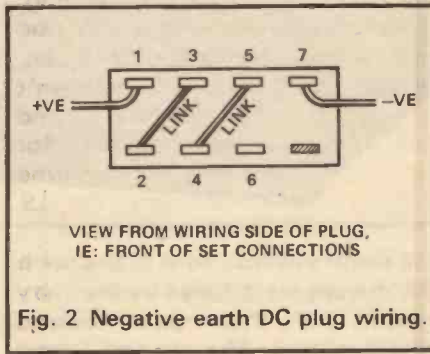 1 3 5 7
+VE LINK LINK –VE
2 4 6
VIEW FROM WIRING SIDE OF PLUG,
IE: FRONT OF SET CONNECTIONS
Fig. 2 Negative earth DC plug wiring.